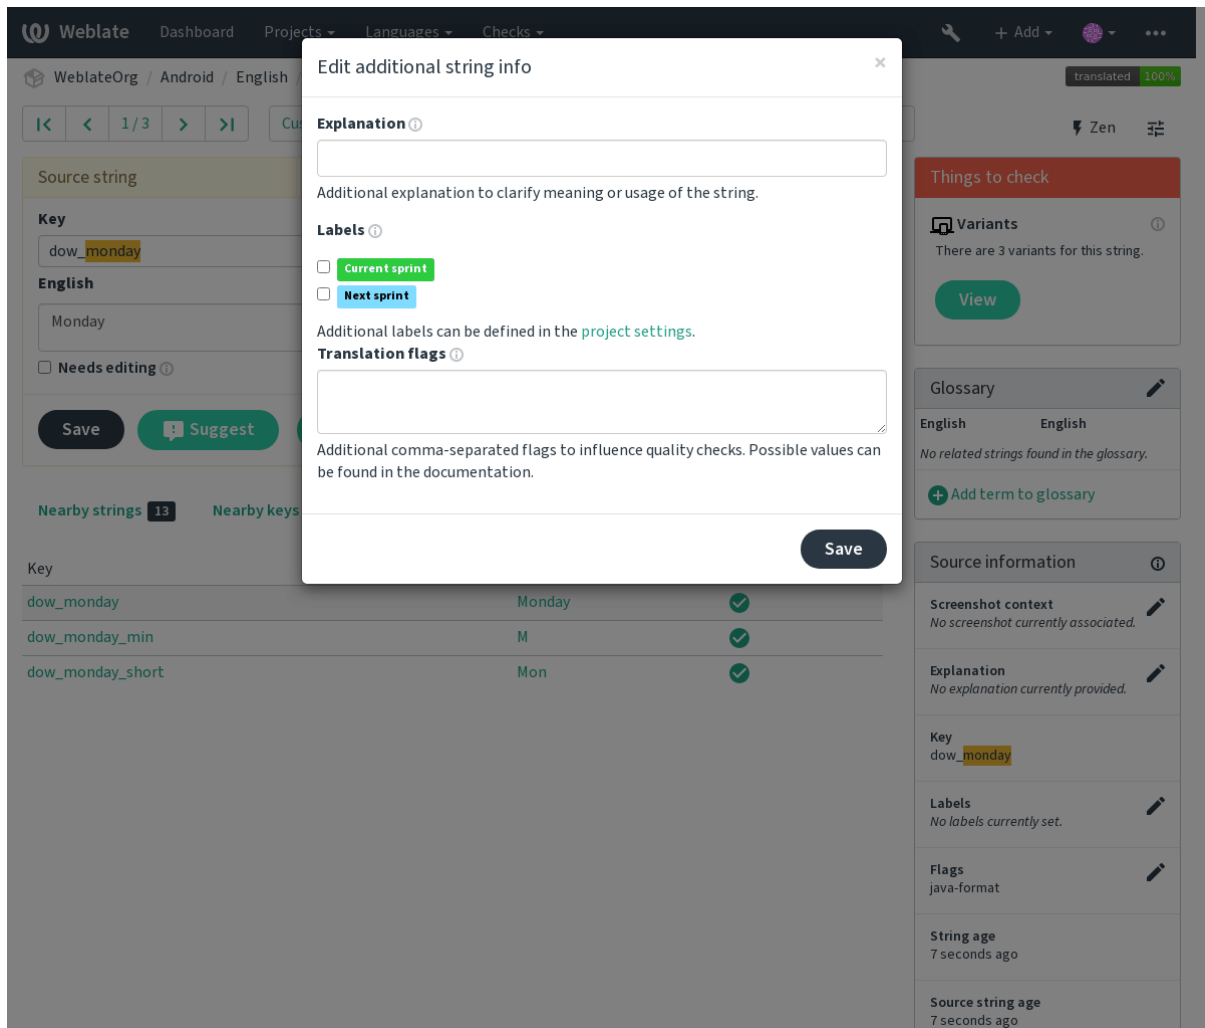 Weblate Dashboard Projects Languages Checks + Add •••
WeblateOrg / Android / English /
translated 100%
1 / 3
Zen
Edit additional string info ×
Explanation
Additional explanation to clarify meaning or usage of the string.
Labels
Current sprint
Next sprint
Additional labels can be defined in the project settings.
Translation flags
Additional comma-separated flags to influence quality checks. Possible values can
be found in the documentation.
Save
Source string
Key
dow_monday
English
Monday
Needs editing
Save Suggest
Nearby strings 13 Nearby keys
Key
dow_monday Monday
dow_monday_min M
dow_monday_short Mon
Things to check
Variants
There are 3 variants for this string.
View
Glossary
English English
No related strings found in the glossary.
Add term to glossary
Source information
Screenshot context
No screenshot currently associated.
Explanation
No explanation currently provided.
Key
dow_monday
Labels
No labels currently set.
Flags
java-format
String age
7 seconds ago
Source string age
7 seconds ago